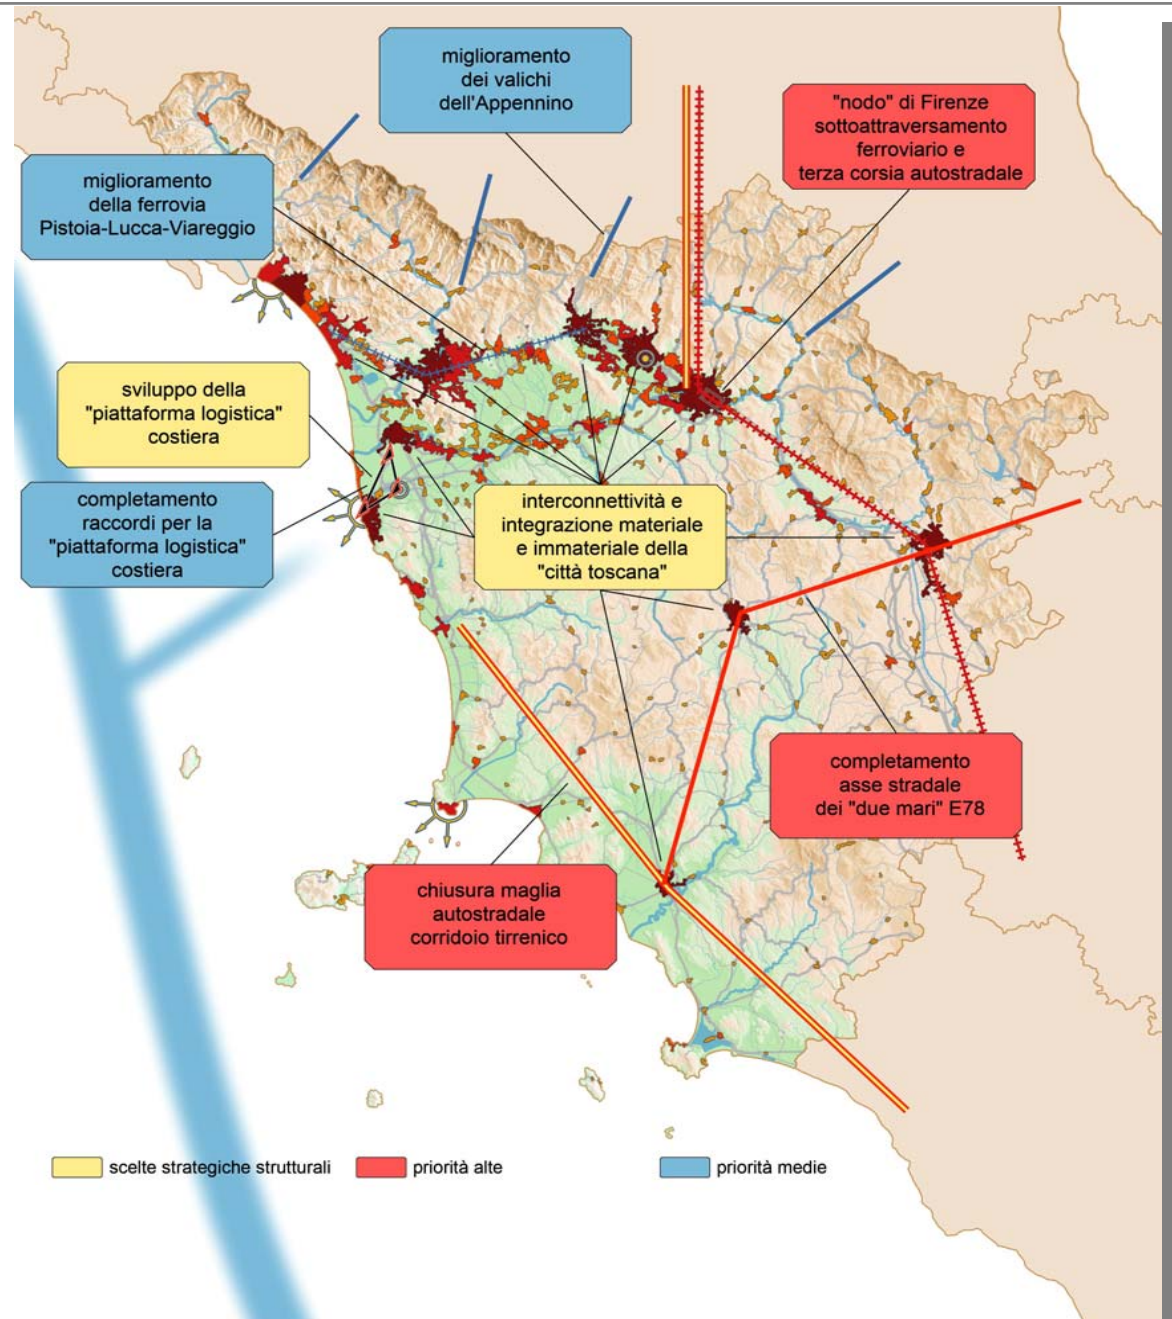 miglioramento
dei valichi
dell'Appennino
"nodo" di Firenze
sottoattraversamento
ferroviario e
terza corsia autostradale
miglioramento
della ferrovia
Pistoia-Lucca-Viareggio
sviluppo della
"piattaforma logistica"
costiera
completamento
raccordi per la
"piattaforma logistica"
costiera
interconnettività e
integrazione materiale
e immateriale della
"città toscana"
completamento
asse stradale
dei "due mari" E78
chiusura maglia
autostradale
corridoio tirrenico
scelte strategiche strutturali
priorità alte
priorità medie